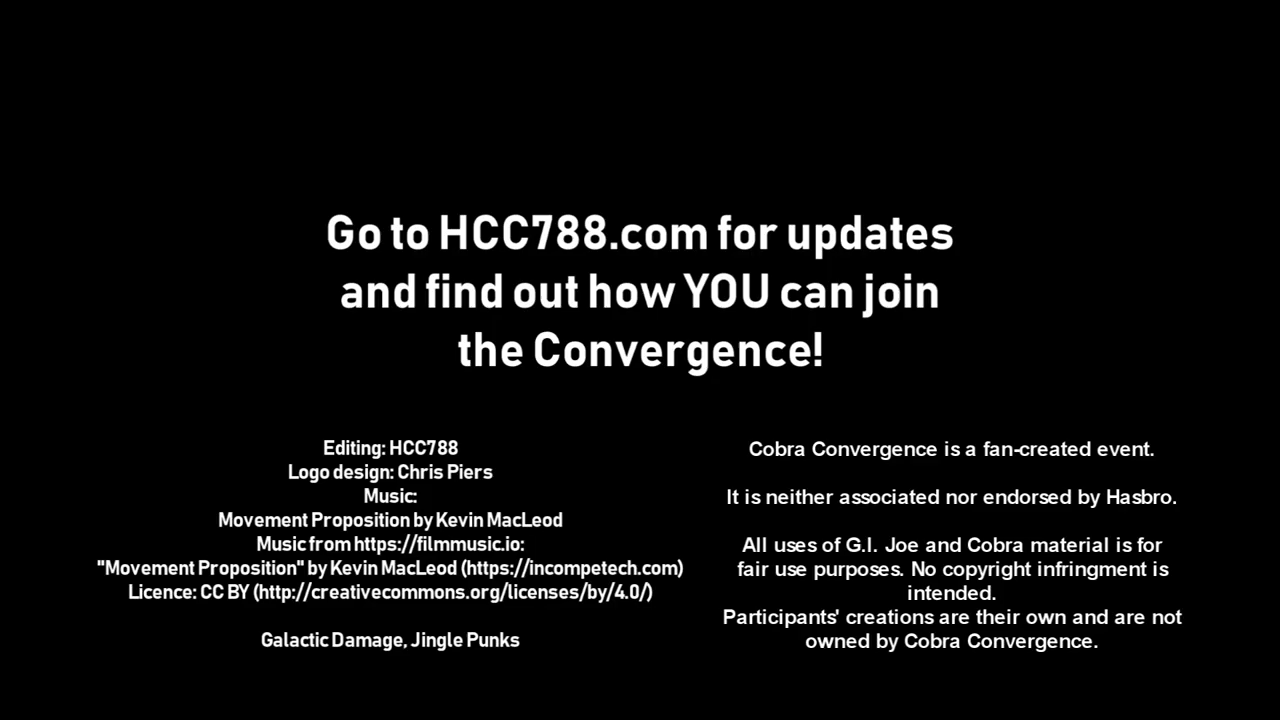 Go to HCC788.com for updates
and find out how YOU can join
the Convergence!
Editing: HCC788
Logo design: Chris Piers
Music:
Movement Proposition by Kevin MacLeod
Music from https://filmmusic.io:
"Movement Proposition" by Kevin MacLeod (https://incompetech.com)
Licence: CC BY (http://creativecommons.org/licenses/by/4.0/)
Galactic Damage, Jingle Punks
Cobra Convergence is a fan-created event.
It is neither associated nor endorsed by Hasbro.
All uses of G.I. Joe and Cobra material is for
fair use purposes. No copyright infringment is
intended.
Participants' creations are their own and are not
owned by Cobra Convergence.